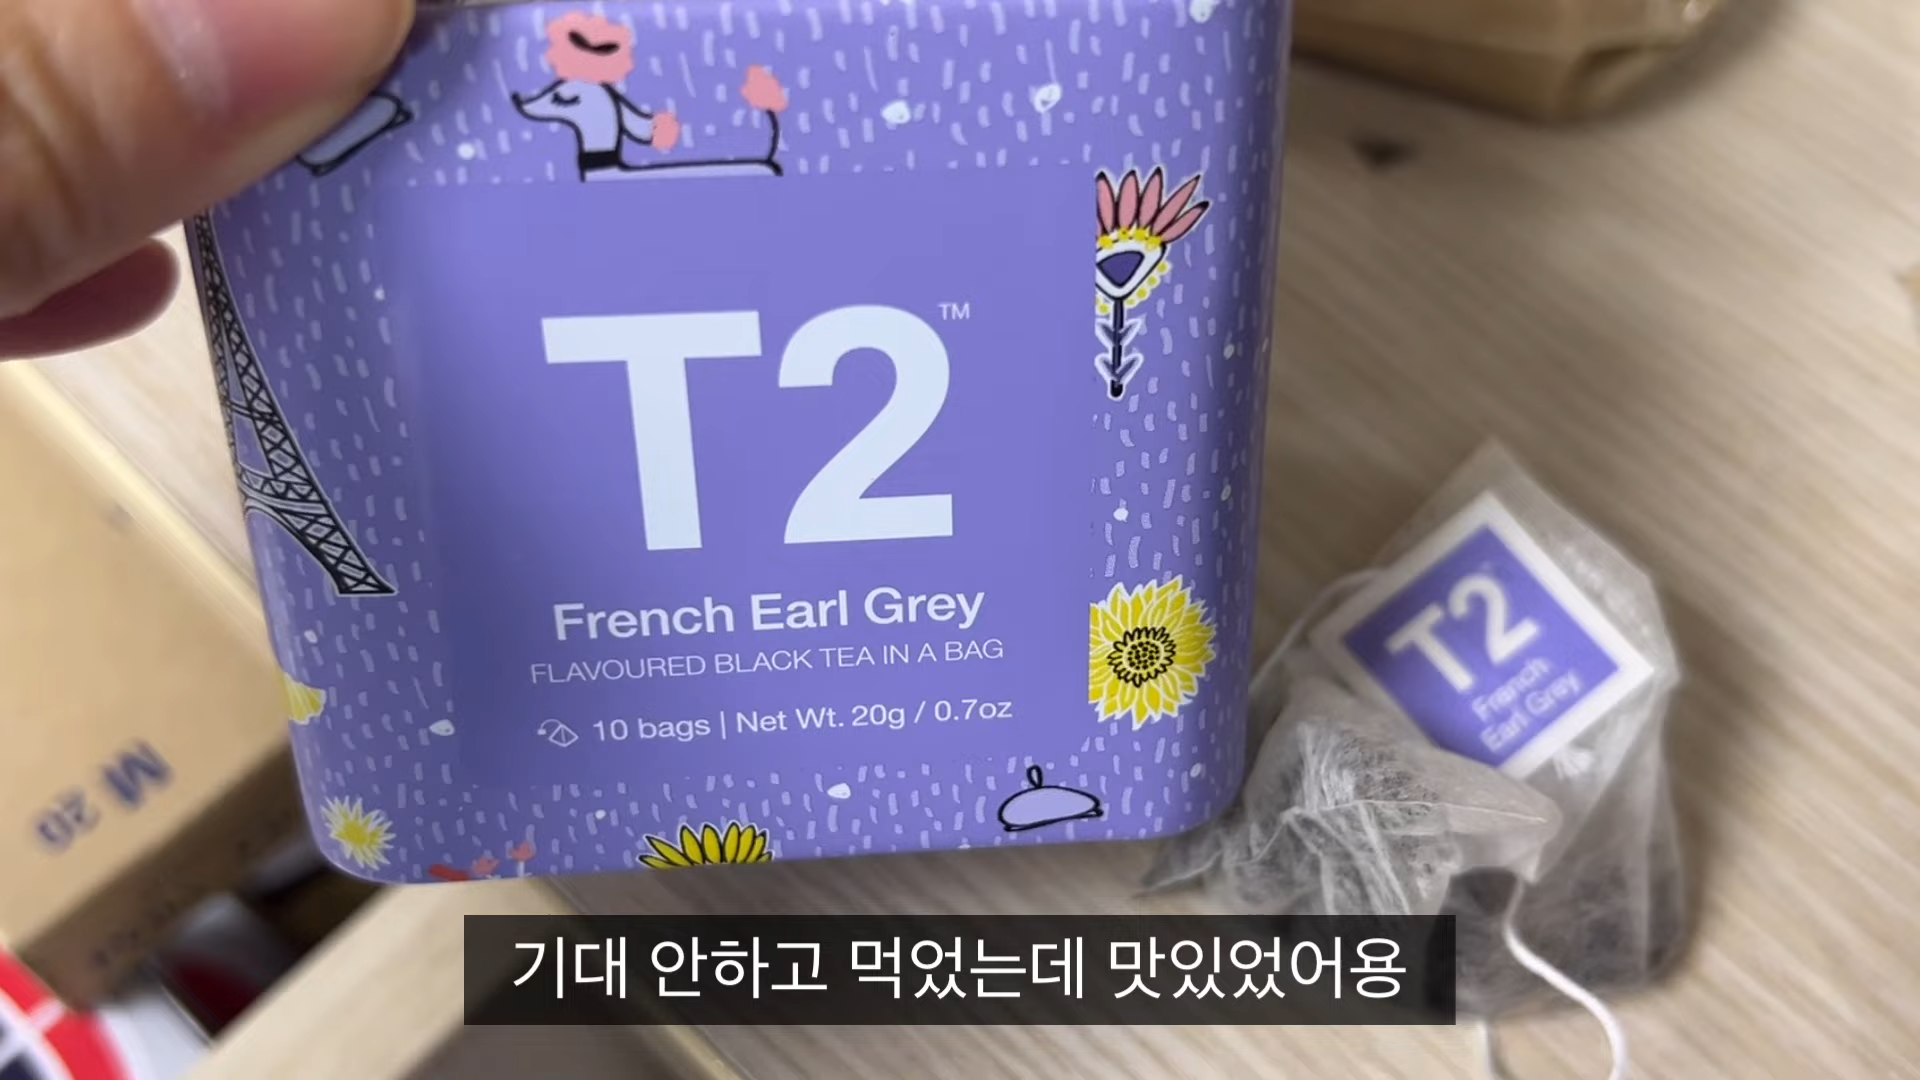 T2™
French Earl Grey
FLAVOURED BLACK TEA IN A BAG
10 bags | Net Wt. 20g / 0.7oz
T2
French
Earl Grey
M 20
기대 안하고 먹었는데 맛있었어용